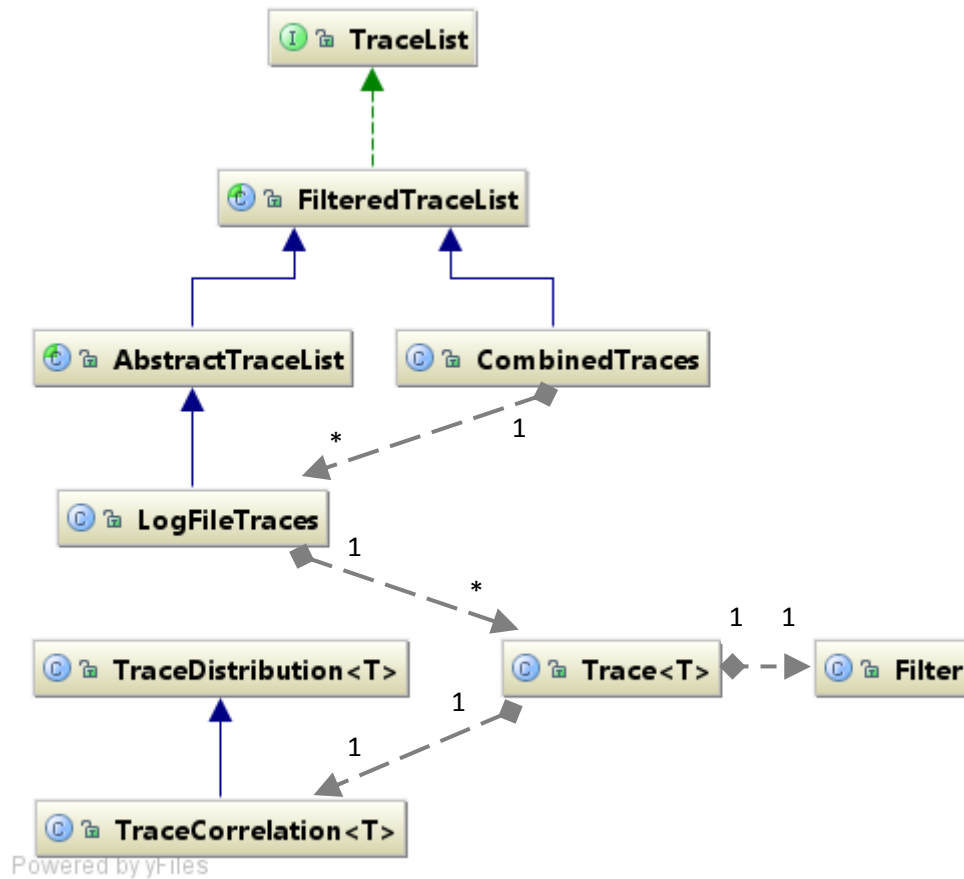 I TraceList
C FilteredTraceList
C AbstractTraceList
C CombinedTraces
*
1
C LogFileTraces
1
*
1 1
C TraceDistribution<T>
C Trace<T>
C Filter
1
1
C TraceCorrelation<T>
Powered by yFiles